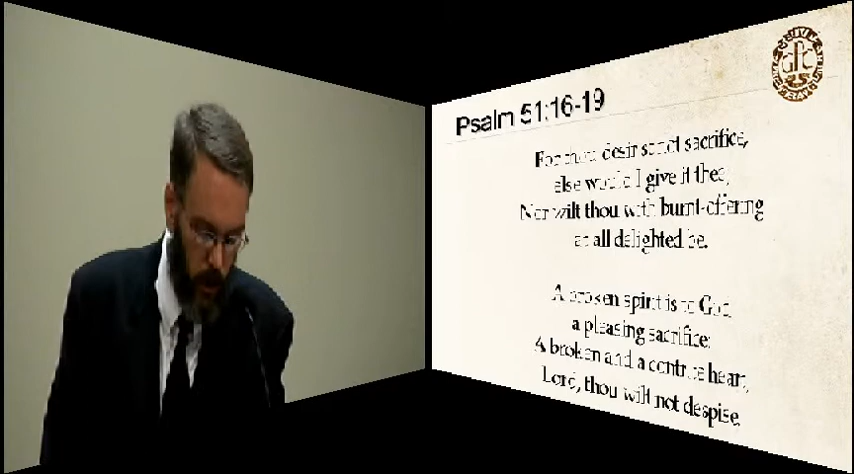 Psalm 51:16-19
For thou desir'st not sacrifice,
else would I give it thee;
Nor wilt thou with burnt-offering
at all delighted be.
A broken spirit is to God
a pleasing sacrifice:
A broken and a contrite heart,
Lord, thou wilt not despise.
GPC